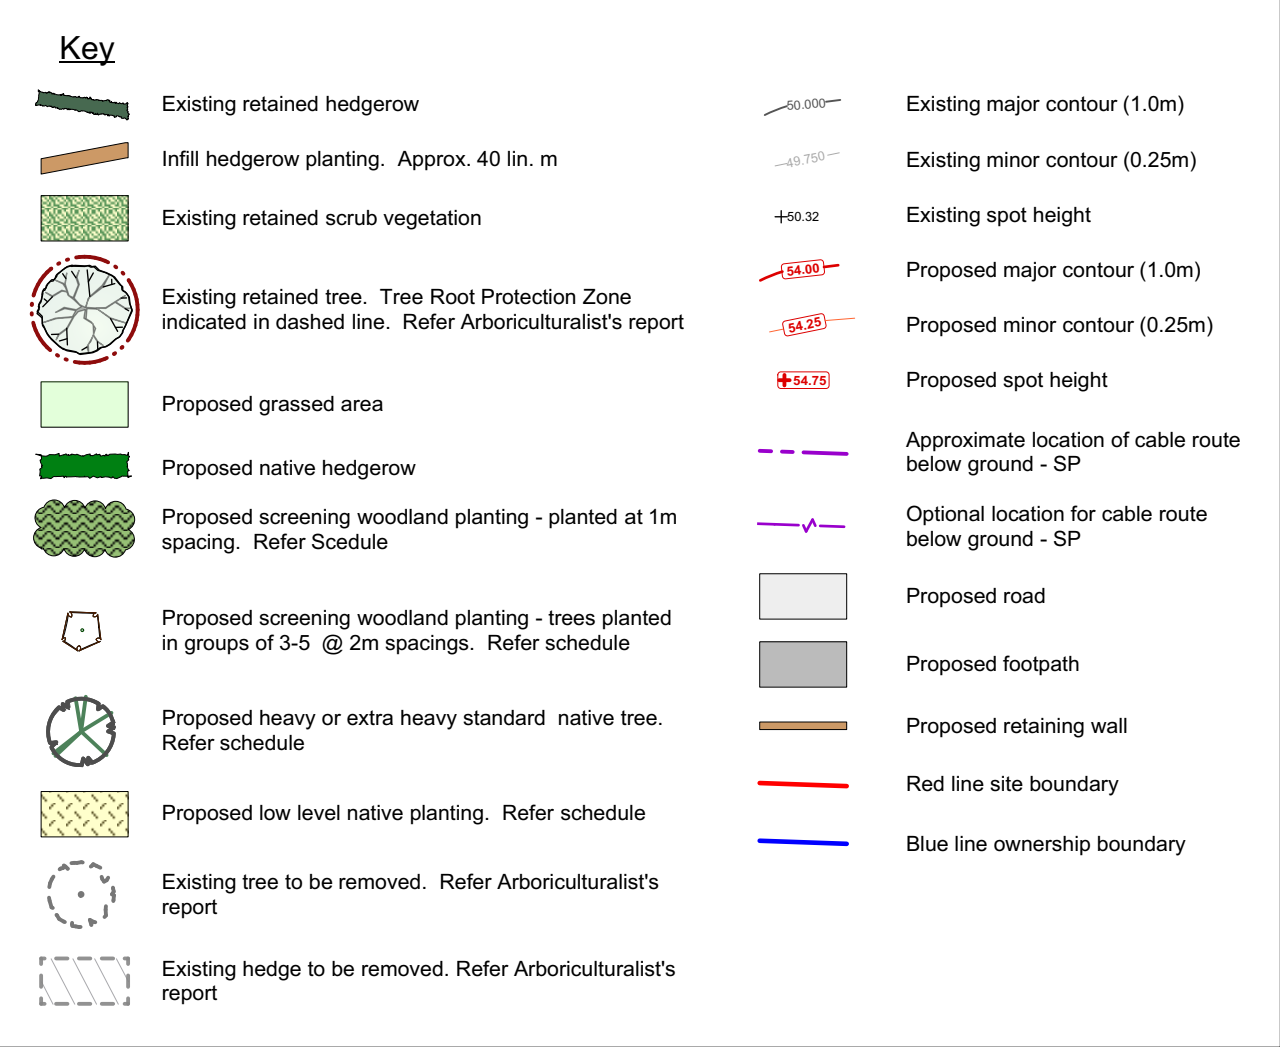 Key
Existing retained hedgerow
Infill hedgerow planting.  Approx. 40 lin. m
Existing retained scrub vegetation
Existing retained tree.  Tree Root Protection Zone
indicated in dashed line.  Refer Arboriculturalist's report
Proposed grassed area
Proposed native hedgerow
Proposed screening woodland planting - planted at 1m
spacing.  Refer Scedule
Proposed screening woodland planting - trees planted
in groups of 3-5  @ 2m spacings.  Refer schedule
Proposed heavy or extra heavy standard  native tree.
Refer schedule
Proposed low level native planting.  Refer schedule
Existing tree to be removed.  Refer Arboriculturalist's
report
Existing hedge to be removed. Refer Arboriculturalist's
report
50.000 Existing major contour (1.0m)
49.750 Existing minor contour (0.25m)
+50.32 Existing spot height
54.00 Proposed major contour (1.0m)
54.25 Proposed minor contour (0.25m)
+54.75 Proposed spot height
Approximate location of cable route
below ground - SP
Optional location for cable route
below ground - SP
Proposed road
Proposed footpath
Proposed retaining wall
Red line site boundary
Blue line ownership boundary